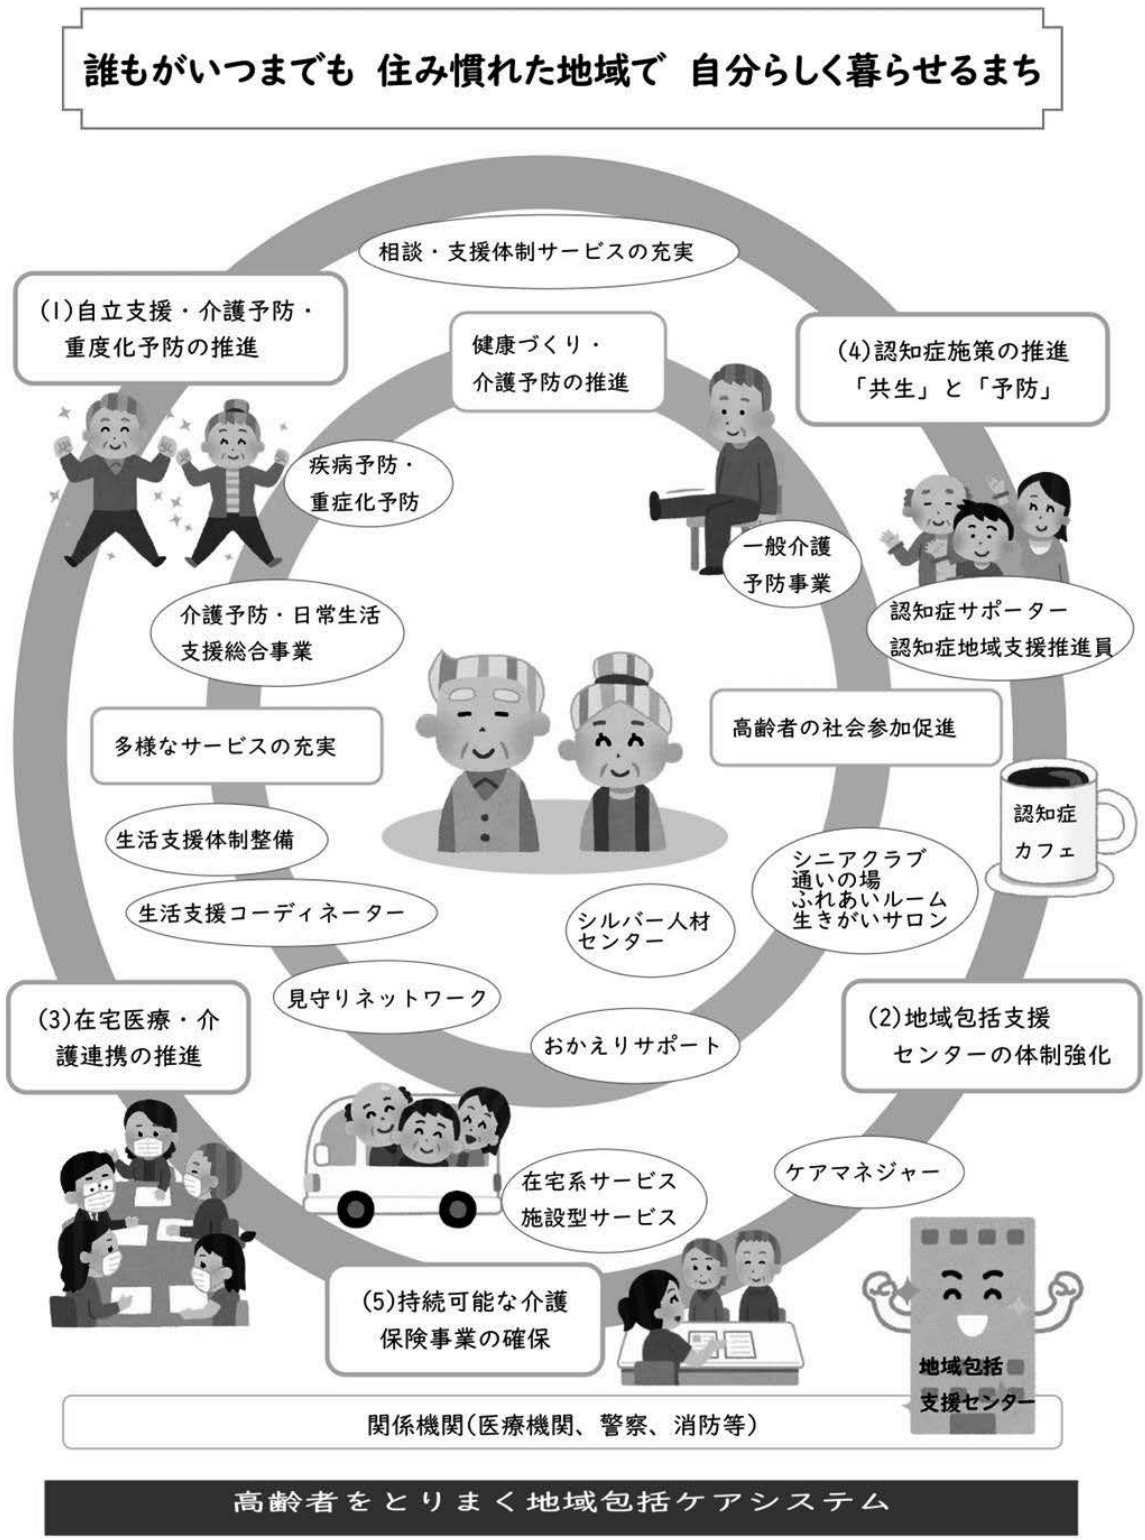 誰もがいつまでも 住み慣れた地域で 自分らしく暮らせるまち
相談・支援体制サービスの充実
(1)自立支援・介護予防・
重度化予防の推進
健康づくり・
介護予防の推進
(4)認知症施策の推進
「共生」と「予防」
疾病予防・
重症化予防
一般介護
予防事業
介護予防・日常生活
支援総合事業
認知症サポーター
認知症地域支援推進員
多様なサービスの充実
高齢者の社会参加促進
認知症
カフェ
生活支援体制整備
シニアクラブ
通いの場
ふれあいルーム
生きがいサロン
生活支援コーディネーター
シルバー人材
センター
見守りネットワーク
おかえりサポート
(3)在宅医療・介
護連携の推進
(2)地域包括支援
センターの体制強化
在宅系サービス
施設型サービス
ケアマネジャー
(5)持続可能な介護
保険事業の確保
地域包括
支援センター
関係機関(医療機関、警察、消防等)
高齢者をとりまく地域包括ケアシステム